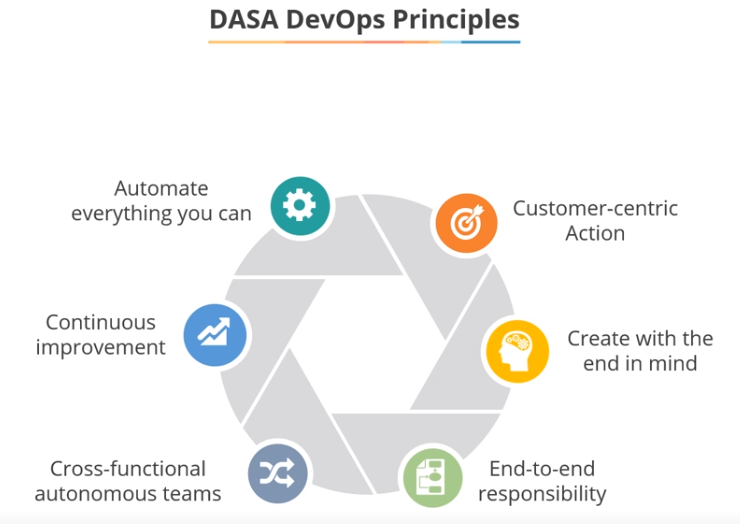 DASA DevOps Principles
Automate
everything you can
Customer-centric
Action
Continuous
improvement
Create with the
end in mind
Cross-functional
autonomous teams
End-to-end
responsibility